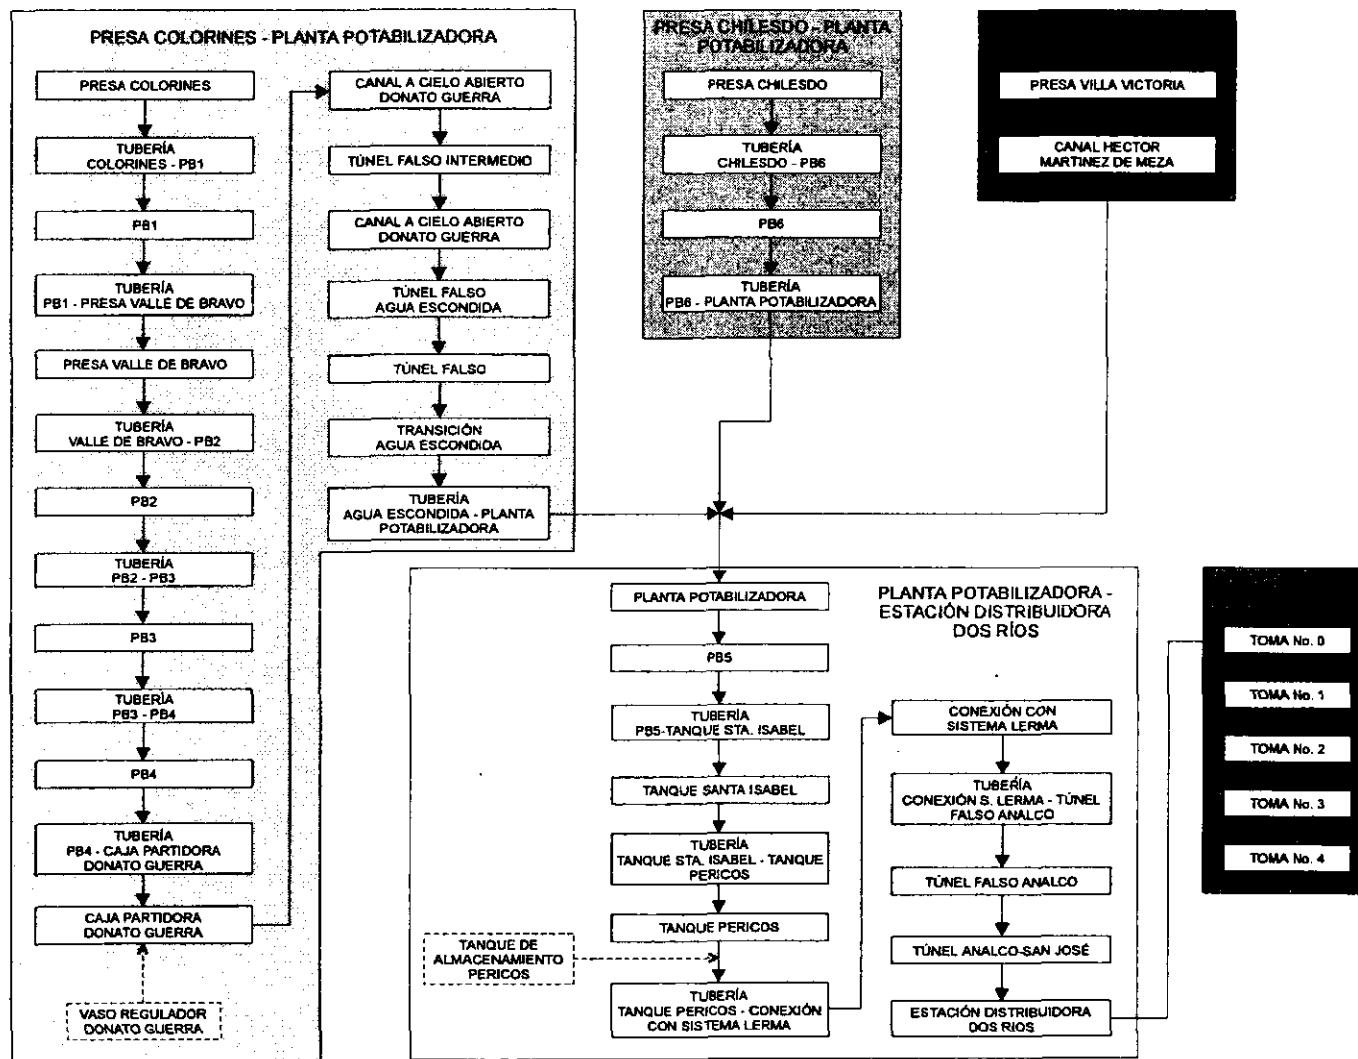 PRESA COLORINES - PLANTA POTABILIZADORA
PRESA COLORINES
TUBERÍA
COLORINES - PB1
PB1
TUBERÍA
PB1 - PRESA VALLE DE BRAVO
PRESA VALLE DE BRAVO
TUBERÍA
VALLE DE BRAVO - PB2
PB2
TUBERÍA
PB2 - PB3
PB3
TUBERÍA
PB3 - PB4
PB4
TUBERÍA
PB4 - CAJA PARTIDORA
DONATO GUERRA
CAJA PARTIDORA
DONATO GUERRA
VASO REGULADOR
DONATO GUERRA
CANAL A CIELO ABIERTO
DONATO GUERRA
TÚNEL FALSO INTERMEDIO
CANAL A CIELO ABIERTO
DONATO GUERRA
TÚNEL FALSO
AGUA ESCONDIDA
TÚNEL FALSO
TRANSICIÓN
AGUA ESCONDIDA
TUBERÍA
AGUA ESCONDIDA - PLANTA
POTABILIZADORA
PRESA CHILESDO - PLANTA
POTABILIZADORA
PRESA CHILESDO
TUBERÍA
CHILESDO - PB6
PB6
TUBERÍA
PB6 - PLANTA POTABILIZADORA
PRESA VILLA VICTORIA
CANAL HECTOR
MARTINEZ DE MEZA
PLANTA POTABILIZADORA -
ESTACIÓN DISTRIBUIDORA
DOS RÍOS
PLANTA POTABILIZADORA
PB5
TUBERÍA
PB5-TANQUE STA. ISABEL
TANQUE SANTA ISABEL
TUBERÍA
TANQUE STA. ISABEL - TANQUE
PERICOS
TANQUE PERICOS
TANQUE DE
ALMACENAMIENTO
PERICOS
TUBERÍA
TANQUE PERICOS - CONEXIÓN
CON SISTEMA LERMA
CONEXIÓN CON
SISTEMA LERMA
TUBERÍA
CONEXIÓN S. LERMA - TÚNEL
FALSO ANALCO
TÚNEL FALSO ANALCO
TÚNEL ANALCO-SAN JOSÉ
ESTACIÓN DISTRIBUIDORA
DOS RIOS
TOMA No. 0
TOMA No. 1
TOMA No. 2
TOMA No. 3
TOMA No. 4